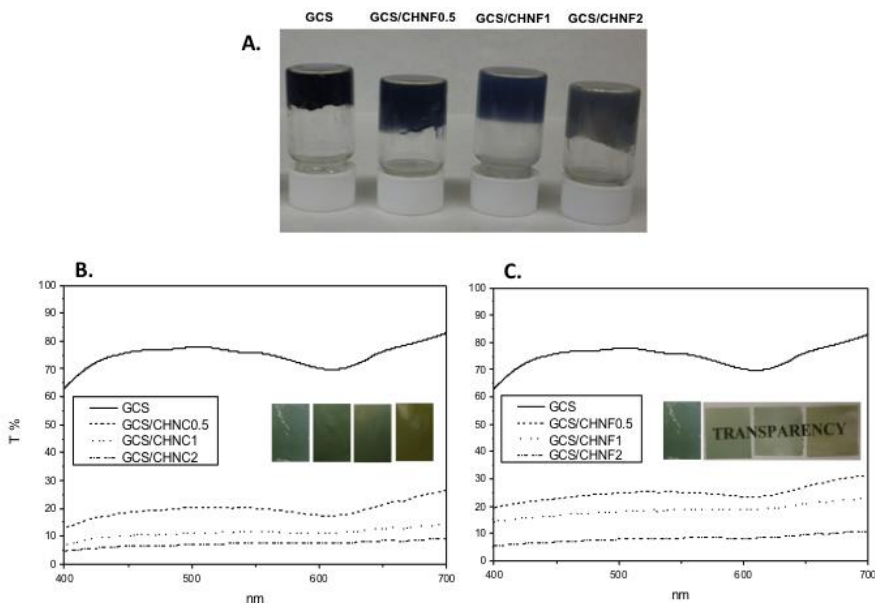 GCS GCS/CHNF0.5 GCS/CHNF1 GCS/CHNF2
A.
B.
100
90
80
70
60
50
40
30
20
10
0
T %
GCS
GCS/CHNC0.5
GCS/CHNC1
GCS/CHNC2
400 500 600 700
nm
C.
100
90
80
70
60
50
40
30
20
10
0
GCS
GCS/CHNF0.5
GCS/CHNF1
GCS/CHNF2
TRANSPARENCY
400 500 600 700
nm